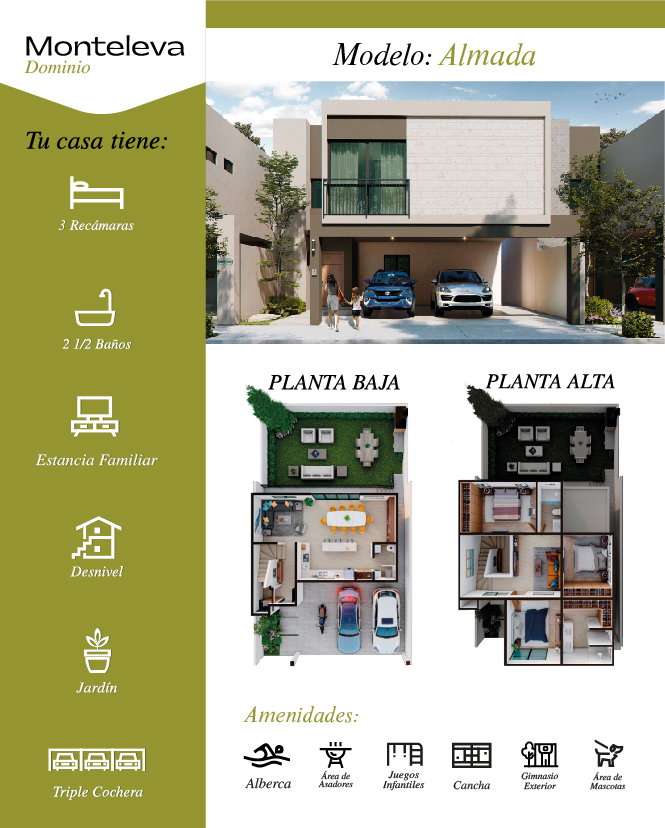 Monteleva
Dominio
Modelo: Almada
Tu casa tiene:
3 Recámaras
2 1/2 Baños
Estancia Familiar
Desnivel
Jardín
Triple Cochera
PLANTA BAJA
PLANTA ALTA
Amenidades:
Alberca
Área de
Asadores
Juegos
Infantiles
Cancha
Gimnasio
Exterior
Área de
Mascotas